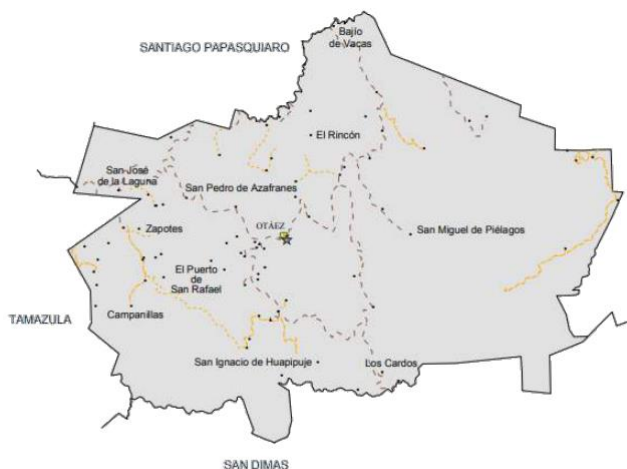 Bajío
de Vacas
SANTIAGO PAPASQUIARO
El Rincón
San José
de la Laguna
San Pedro de Azafranes
OTÁEZ
Zapotes
San Miguel de Piélagos
El Puerto
de
San Rafael
TAMAZULA
Campanillas
San Ignacio de Huapipuje
Los Cardos
SAN DIMAS